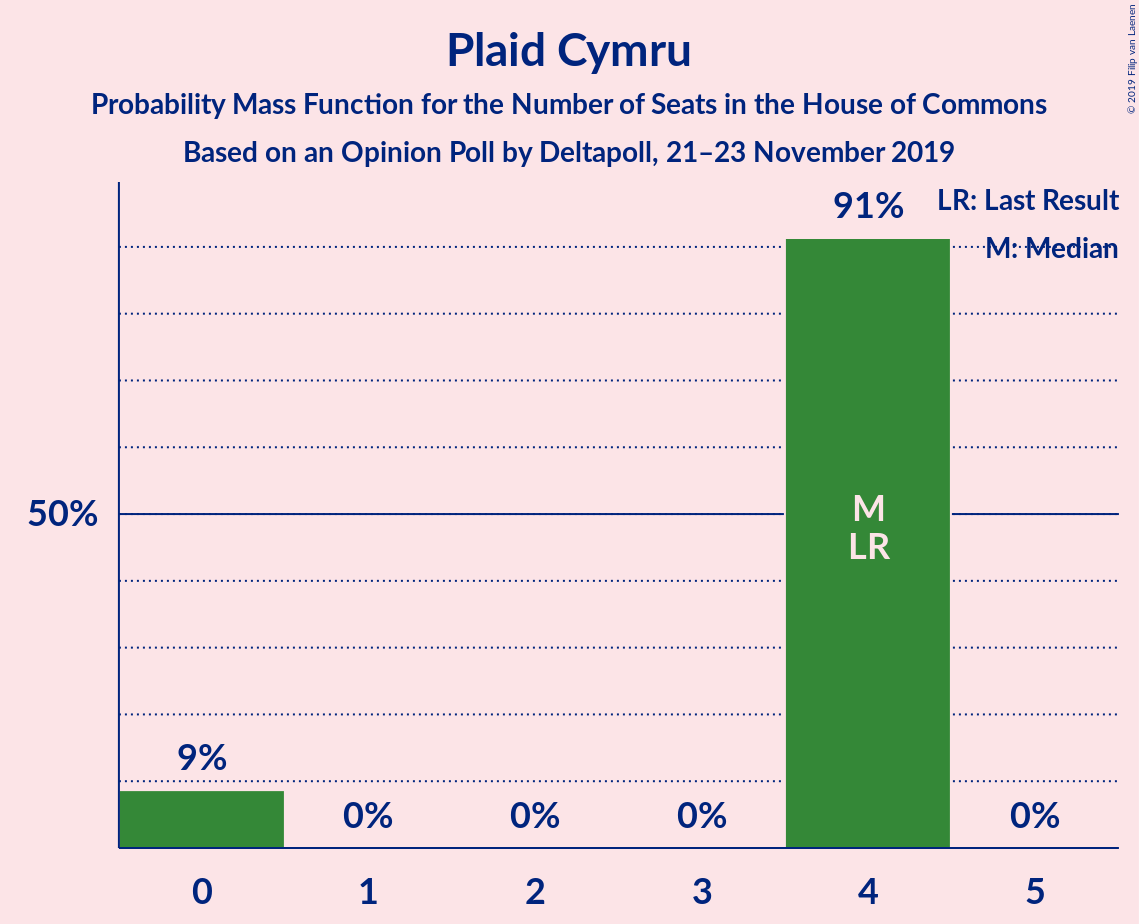 Plaid Cymru
Probability Mass Function for the Number of Seats in the House of Commons
Based on an Opinion Poll by Deltapoll, 21–23 November 2019
© 2019 Filip van Laenen
LR: Last Result
M: Median
91%
50%
M
LR
9%
0%
0%
0%
0%
0
1
2
3
4
5